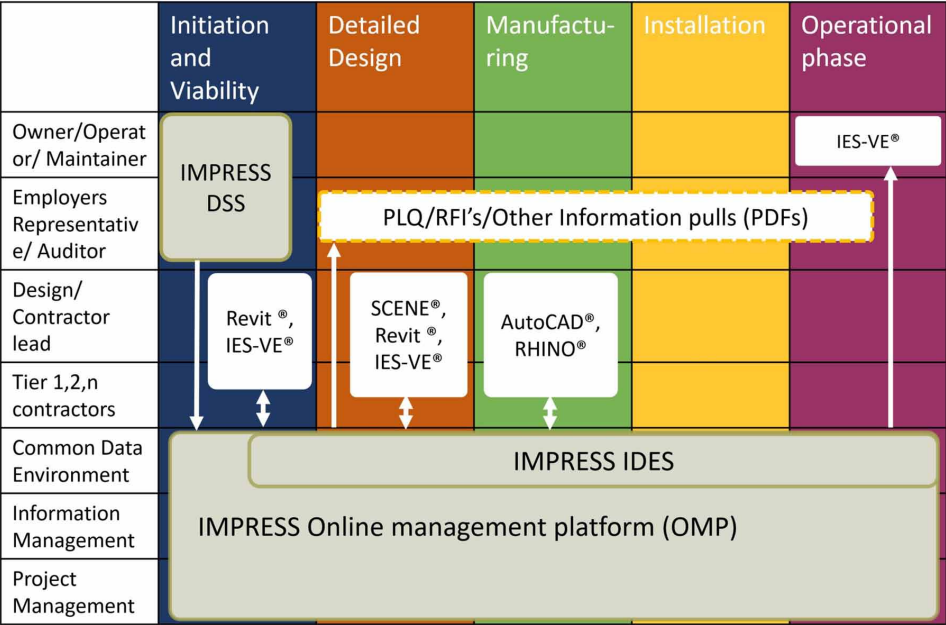 Initiation
and
Viability
Detailed
Design
Manufactu-
ring
Installation
Operational
phase
Owner/Operat
or/ Maintainer
IMPRESS
DSS
IES-VE®
Employers
Representativ
e/ Auditor
PLQ/RFI's/Other Information pulls (PDFs)
Design/
Contractor
lead
Revit ®,
IES-VE®
SCENE®,
Revit ®,
IES-VE®
AutoCAD®,
RHINO®
Tier 1,2,n
contractors
Common Data
Environment
IMPRESS IDES
Information
Management
IMPRESS Online management platform (OMP)
Project
Management